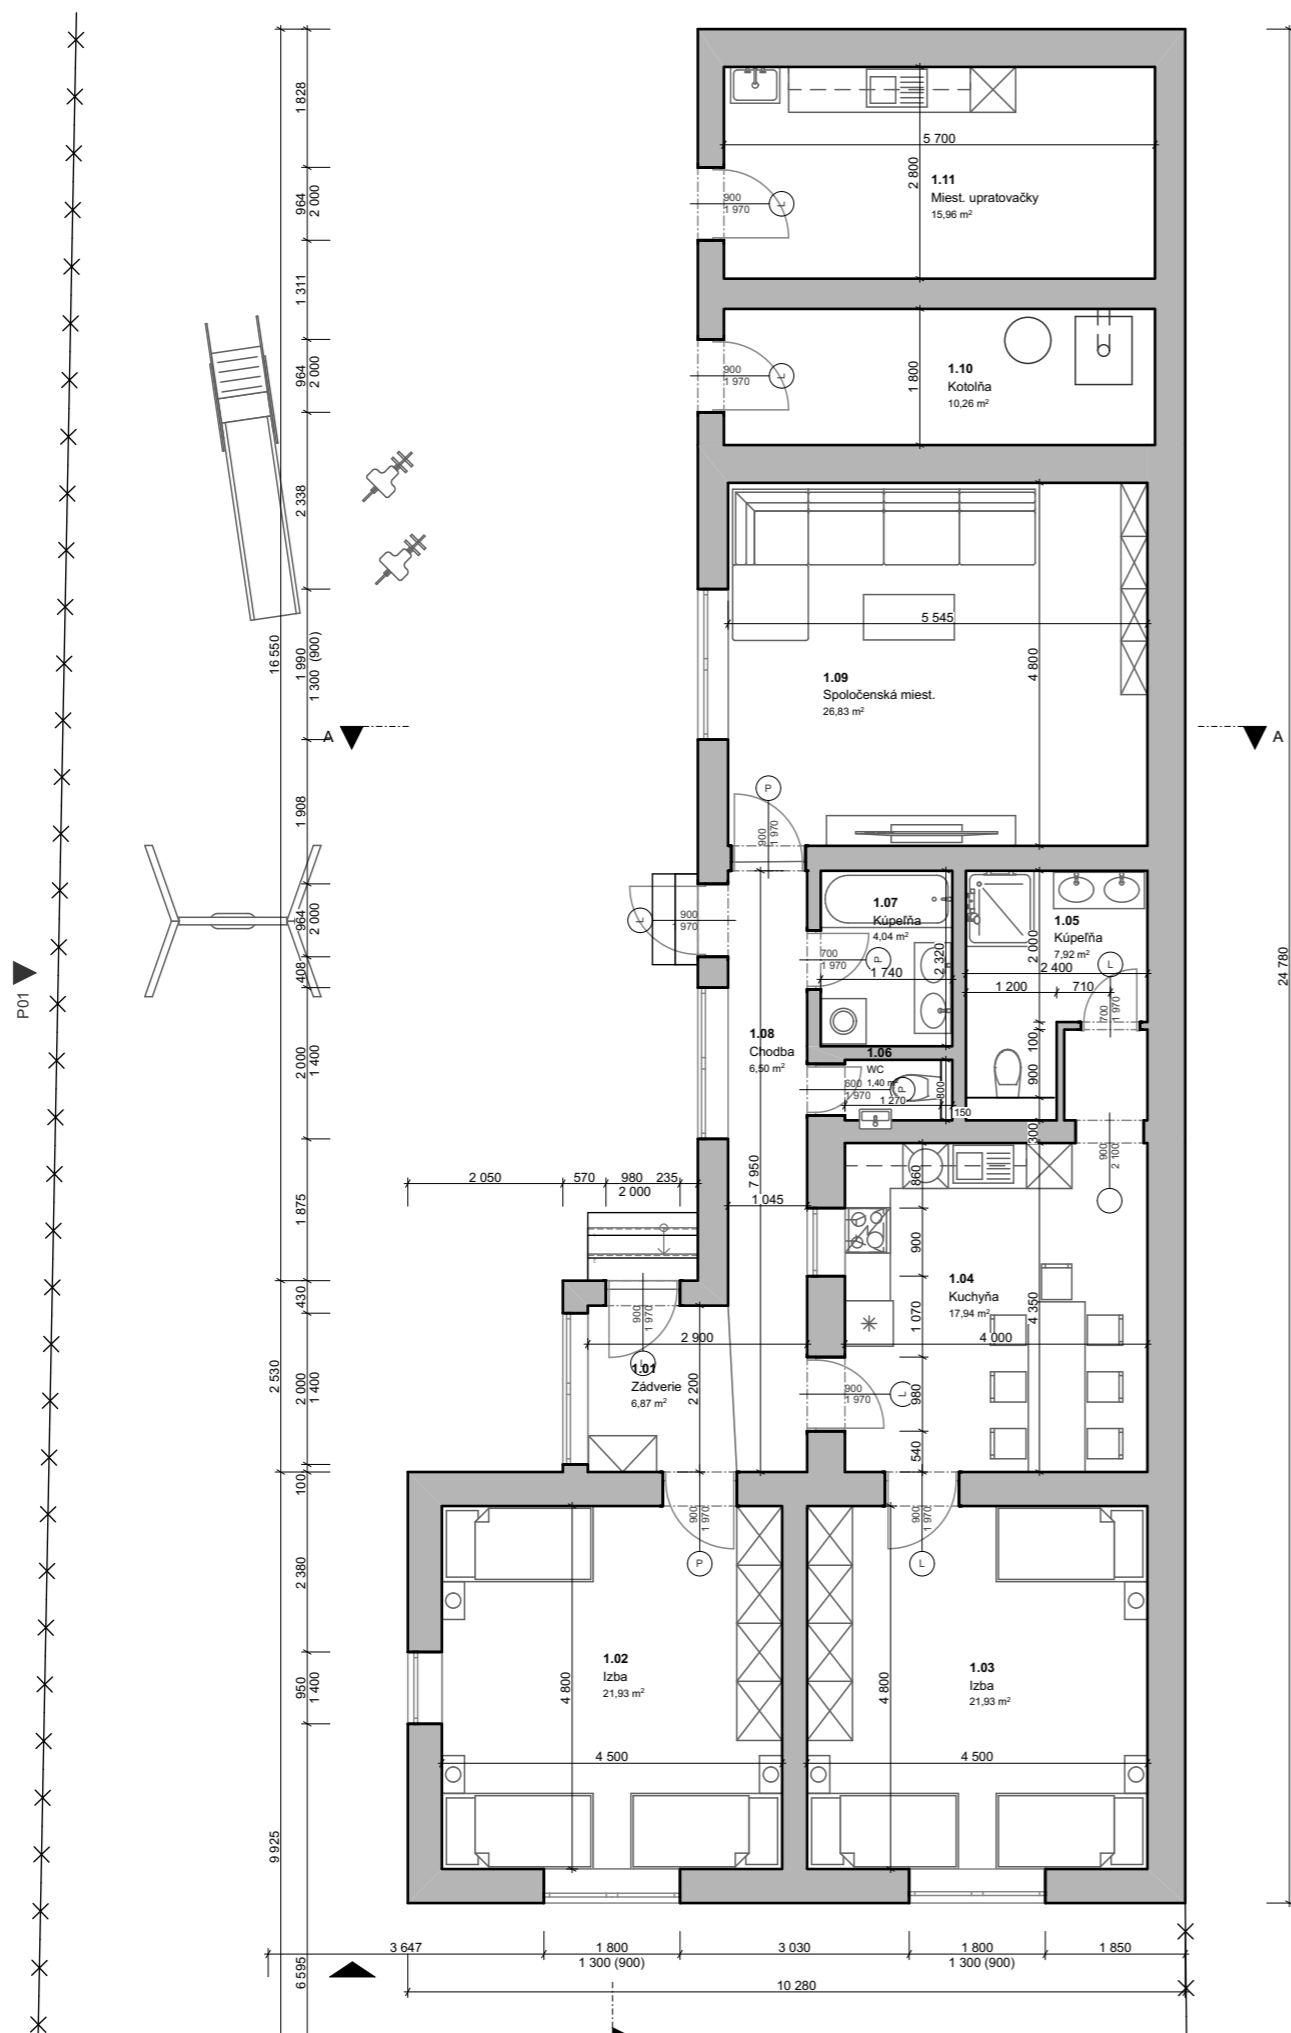 1 828
964
2 000
1 311
964
2 000
2 338
16 550
1 990
1 300 (900)
1 908
964
2 000
408
2 000
1 400
1 875
430
2 530
2 000
1 400
100
2 380
950
1 400
9 925
6 595
24 780
P01
A
A
5 700
2 800
900
1 970
L
1.11
Miest. upratovačky
15,96 m²
900
1 970
L
1 800
1.10
Kotolňa
10,26 m²
5 545
4 800
1.09
Spoločenská miest.
26,83 m²
P
900
1 970
L
900
1 970
1.07
Kúpeľňa
4,04 m²
700
1 970
P
1 740
2 320
1.05
Kúpeľňa
7,92 m²
2 000
2 400
L
1 200
710
700
1 970
100
900
1.08
Chodba
6,50 m²
1.06
WC
1,40 m²
600
1 970
P
1 270
800
150
300
900
2 100
2 050
570
980
235
2 000
7 950
1 045
860
900
1.04
Kuchyňa
17,94 m²
1 070
4 350
4 000
900
1 970
2 900
L
1.01
Zádverie
6,87 m²
2 200
900
1 970
L
980
540
900
1 970
P
900
1 970
L
1.02
Izba
21,93 m²
4 800
4 500
1.03
Izba
21,93 m²
4 800
4 500
3 647
1 800
3 030
1 800
1 850
1 300 (900)
1 300 (900)
10 280